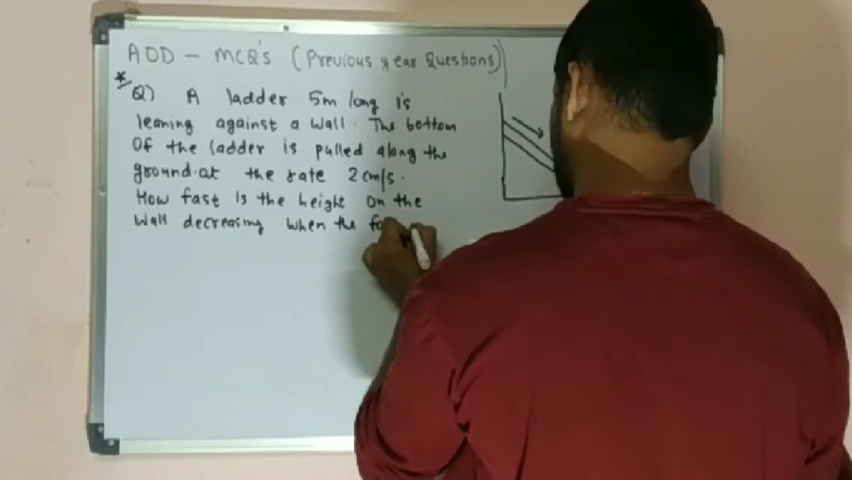 AOD - MCQ's (Previous year Questions)
* Q) A ladder 5m long is
leaning against a wall. The bottom
Of the ladder is pulled along the
ground.at the rate 2cm/s.
How fast is the height on the
Wall decreasing when the fo